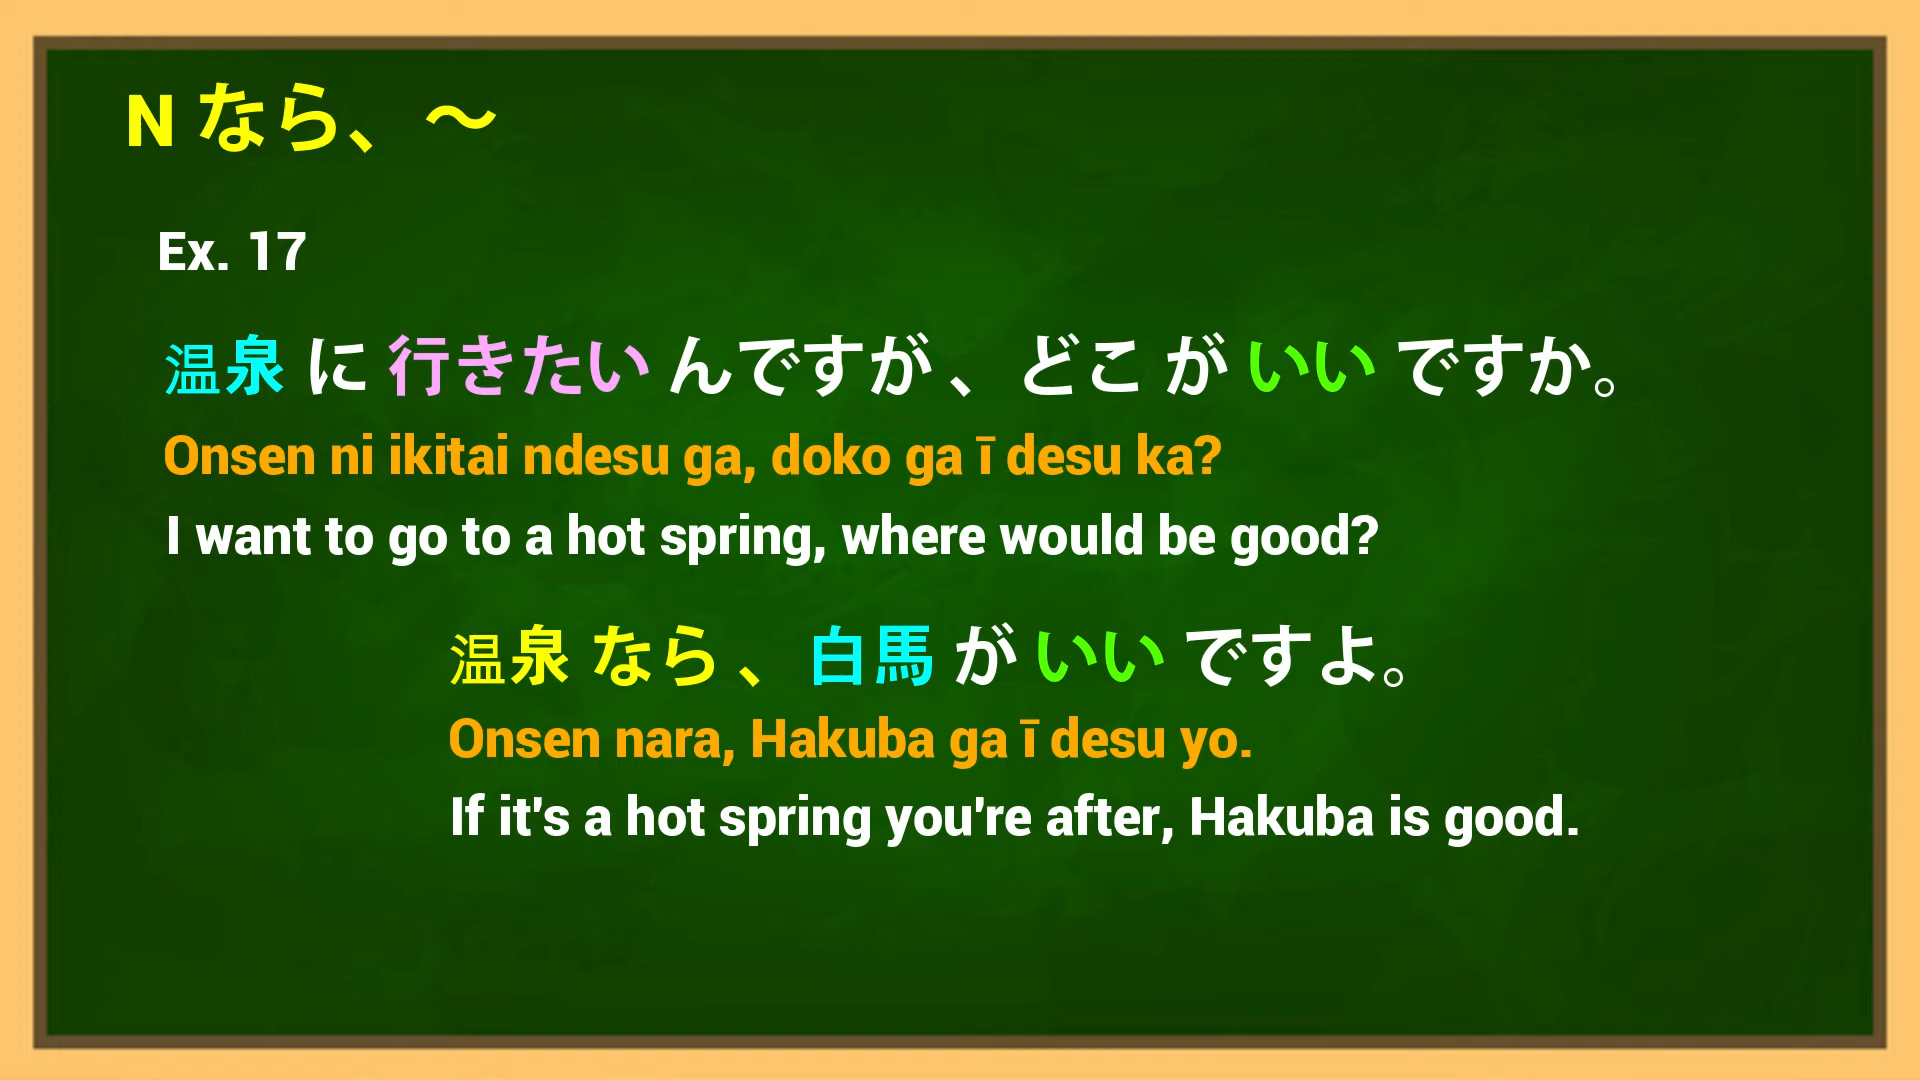 N なら、～
Ex. 17
温泉 に 行きたい んですが 、 どこ が いい ですか。
Onsen ni ikitai ndesu ga, doko ga ī desu ka?
I want to go to a hot spring, where would be good?
温泉 なら 、 白馬 が いい ですよ。
Onsen nara, Hakuba ga ī desu yo.
If it's a hot spring you're after, Hakuba is good.